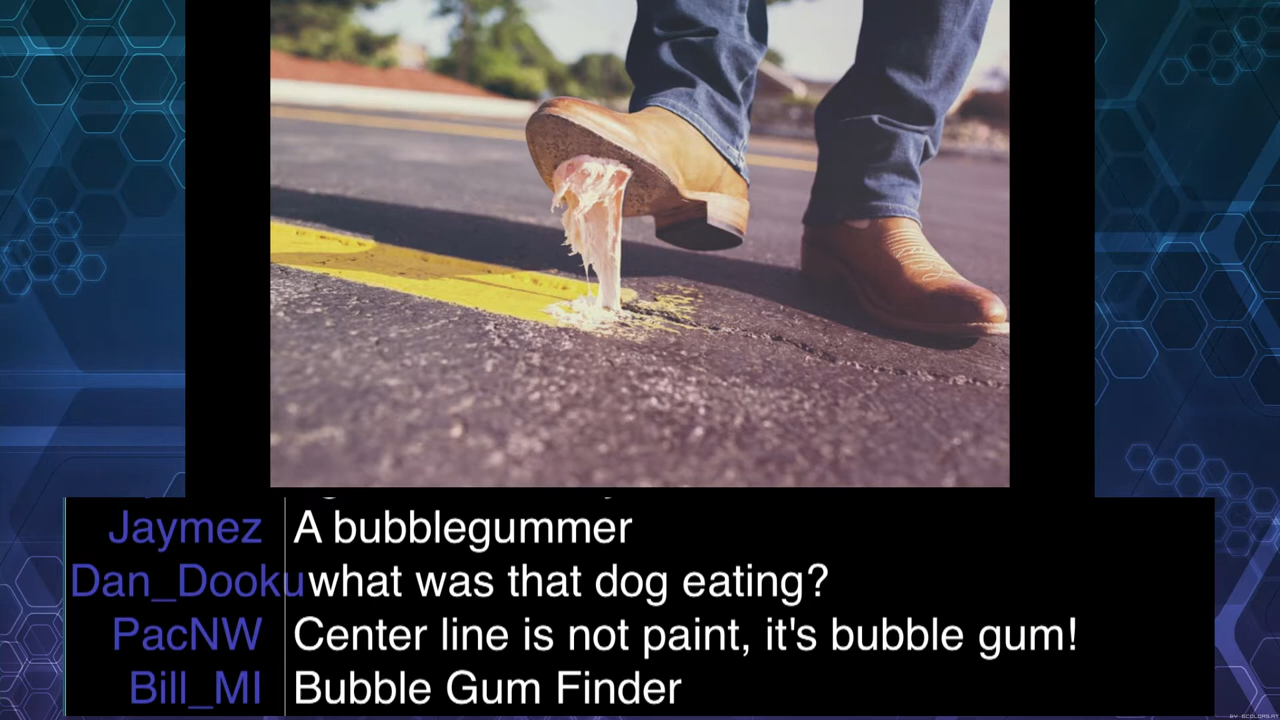 Jaymez A bubblegummer
Dan_Dooku what was that dog eating?
PacNW Center line is not paint, it's bubble gum!
Bill_MI Bubble Gum Finder